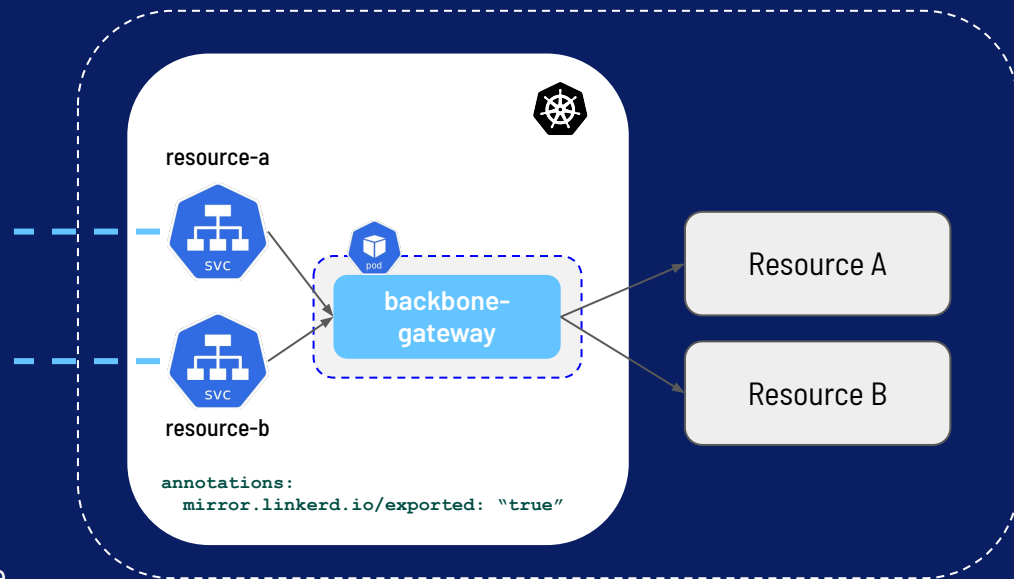 resource-a
svc
pod
backbone-
gateway
Resource A
svc
Resource B
resource-b
annotations:
mirror.linkerd.io/exported: “true”